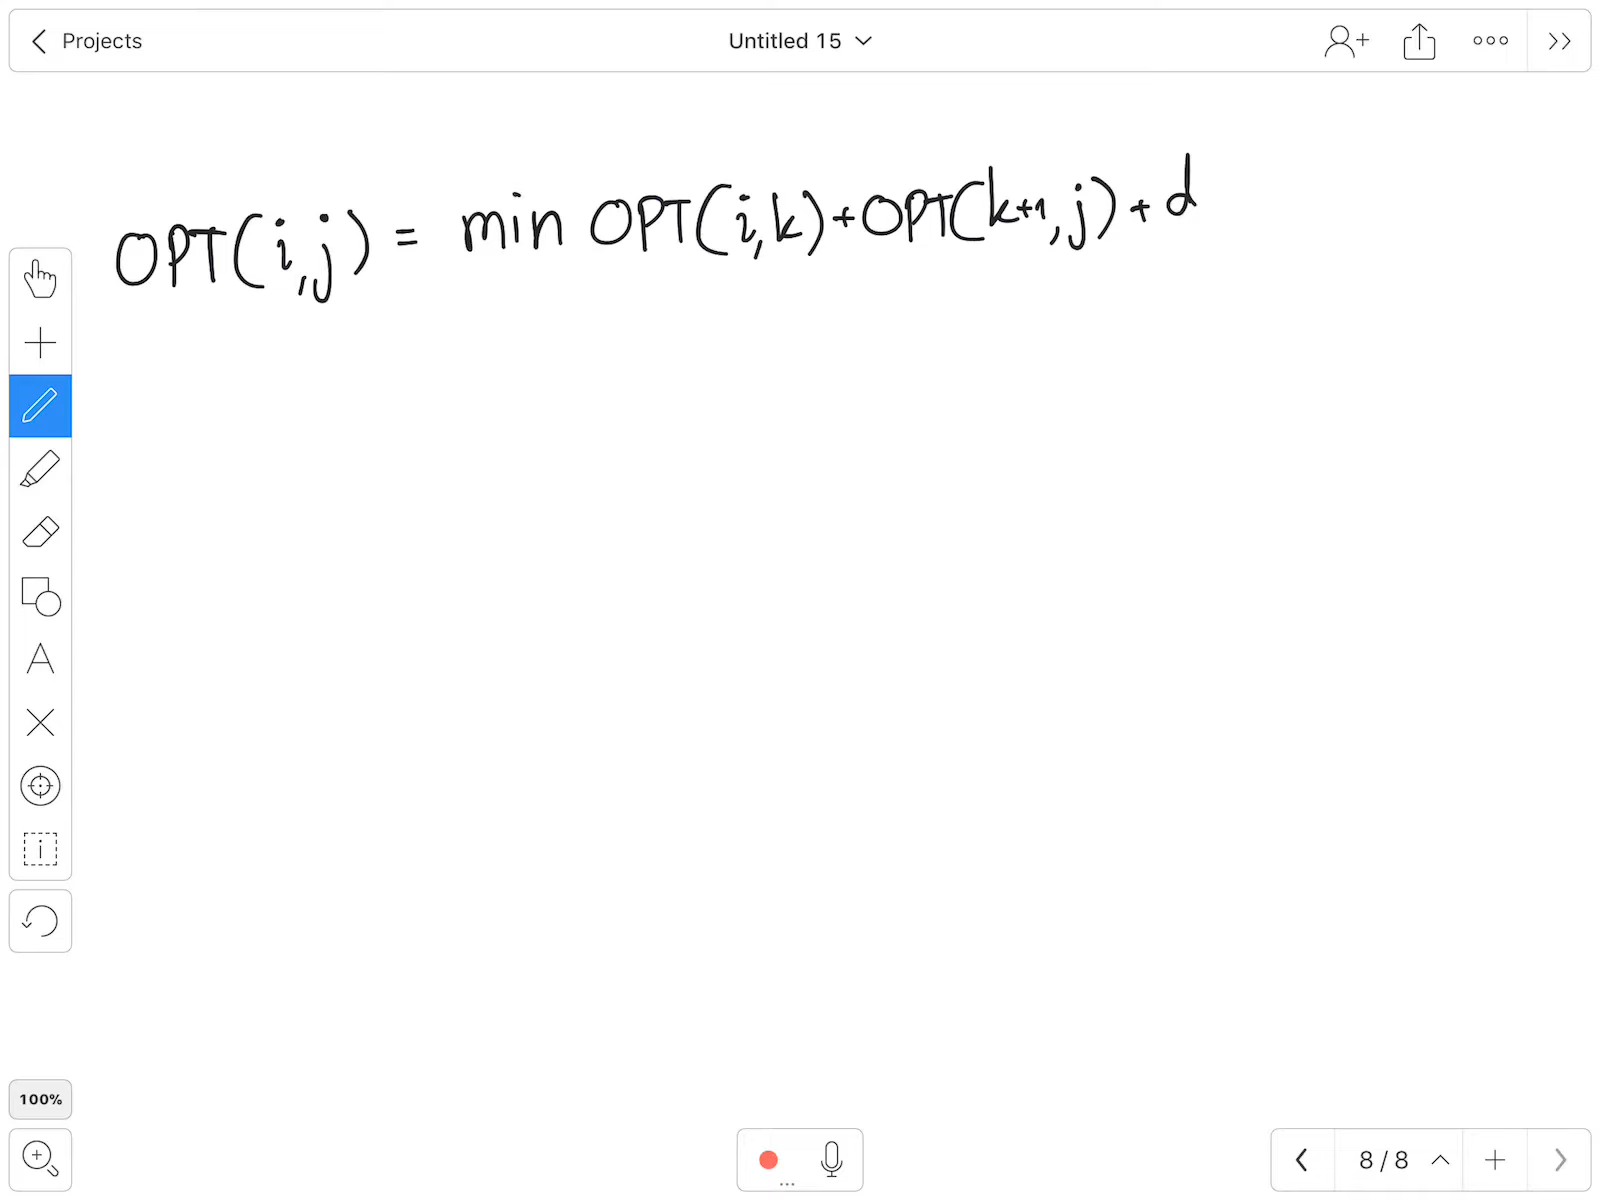 Projects
Untitled 15
OPT(i,j) = min OPT(i,k)+OPT(k+1,j) + d
A
i
100%
8 / 8